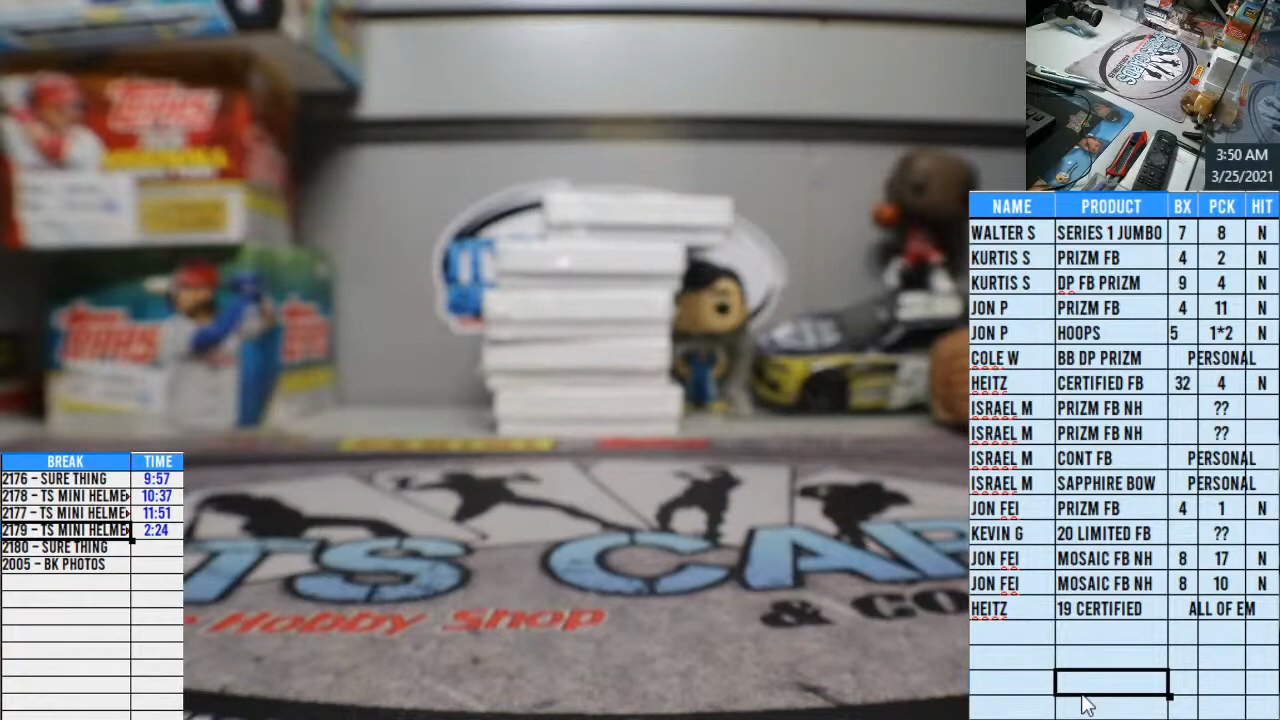 TOPPS
TOPPS
3:50 AM
3/25/2021
NAME PRODUCT BX PCK HIT
WALTER S SERIES 1 JUMBO 7 8 N
KURTIS S PRIZM FB 4 2 N
KURTIS S DP FB PRIZM 9 4 N
JON P PRIZM FB 4 11 N
JON P HOOPS 5 1*2 N
COLE W BB DP PRIZM PERSONAL
HEITZ CERTIFIED FB 32 4 N
ISRAEL M PRIZM FB NH ??
ISRAEL M PRIZM FB NH ??
ISRAEL M CONT FB PERSONAL
ISRAEL M SAPPHIRE BOW PERSONAL
JON FEI PRIZM FB 4 1 N
KEVIN G 20 LIMITED FB ??
JON FEI MOSAIC FB NH 8 17 N
JON FEI MOSAIC FB NH 8 10 N
HEITZ 19 CERTIFIED ALL OF EM
BREAK TIME
2176 - SURE THING 9:57
2178 - TS MINI HELME 10:37
2177 - TS MINI HELME 11:51
2179 - TS MINI HELME 2:24
2180 - SURE THING
2005 - BK PHOTOS
TS CAR
Hobby Shop
& CO